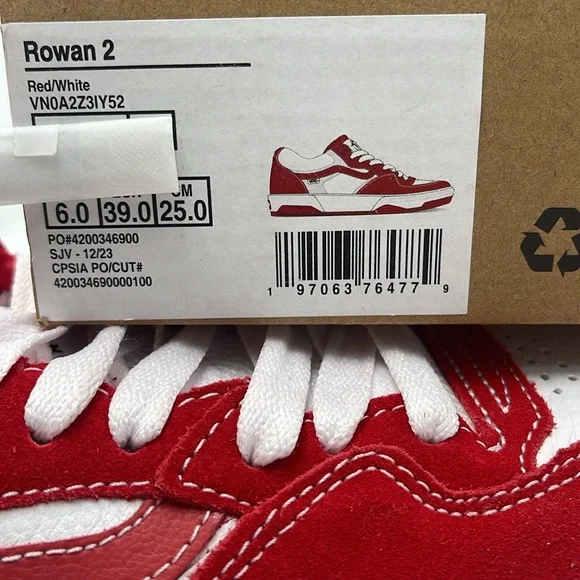 Rowan 2
Red/White
VN0A2Z3IY52
6.0 39.0 25.0
PO#4200346900
SJV - 12/23
CPSIA PO/CUT#
420034690000100
1 97063 76477 9